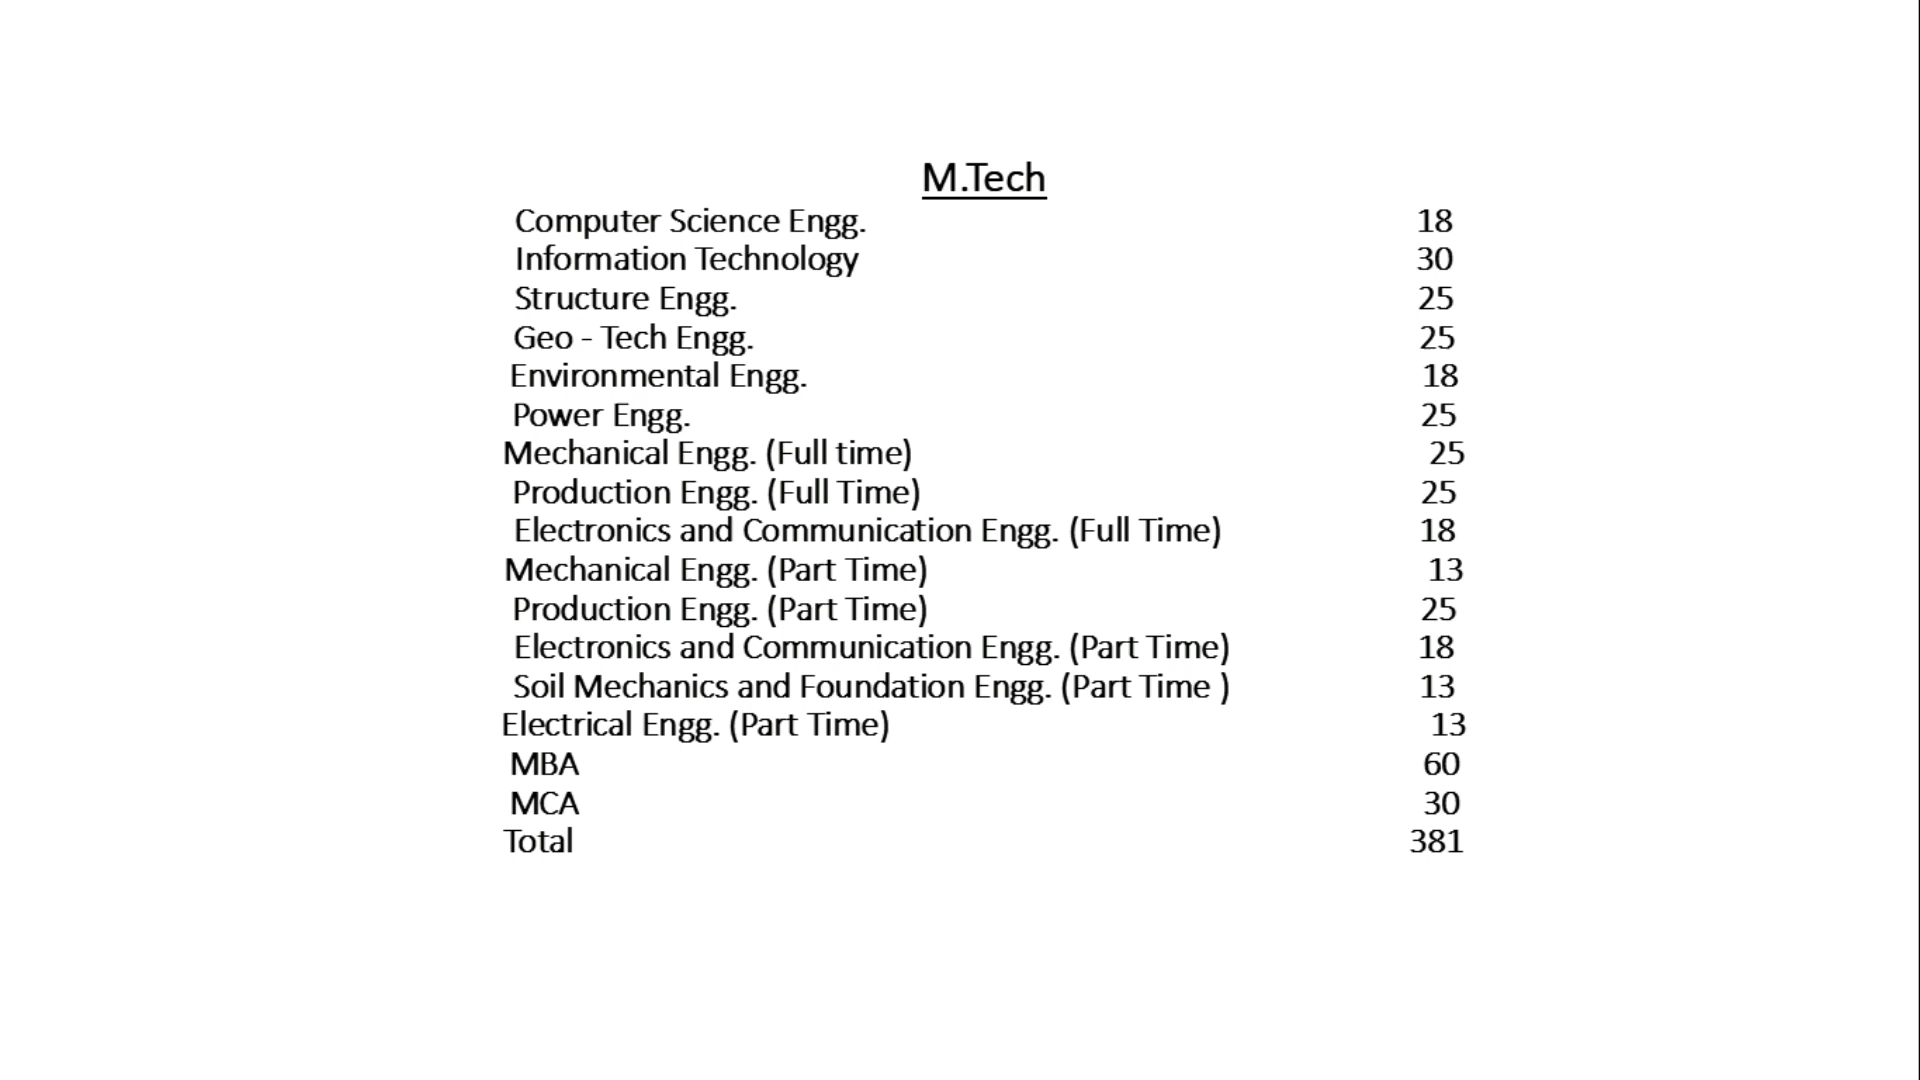 M.Tech
Computer Science Engg. 18
Information Technology 30
Structure Engg. 25
Geo - Tech Engg. 25
Environmental Engg. 18
Power Engg. 25
Mechanical Engg. (Full time) 25
Production Engg. (Full Time) 25
Electronics and Communication Engg. (Full Time) 18
Mechanical Engg. (Part Time) 13
Production Engg. (Part Time) 25
Electronics and Communication Engg. (Part Time) 18
Soil Mechanics and Foundation Engg. (Part Time ) 13
Electrical Engg. (Part Time) 13
MBA 60
MCA 30
Total 381